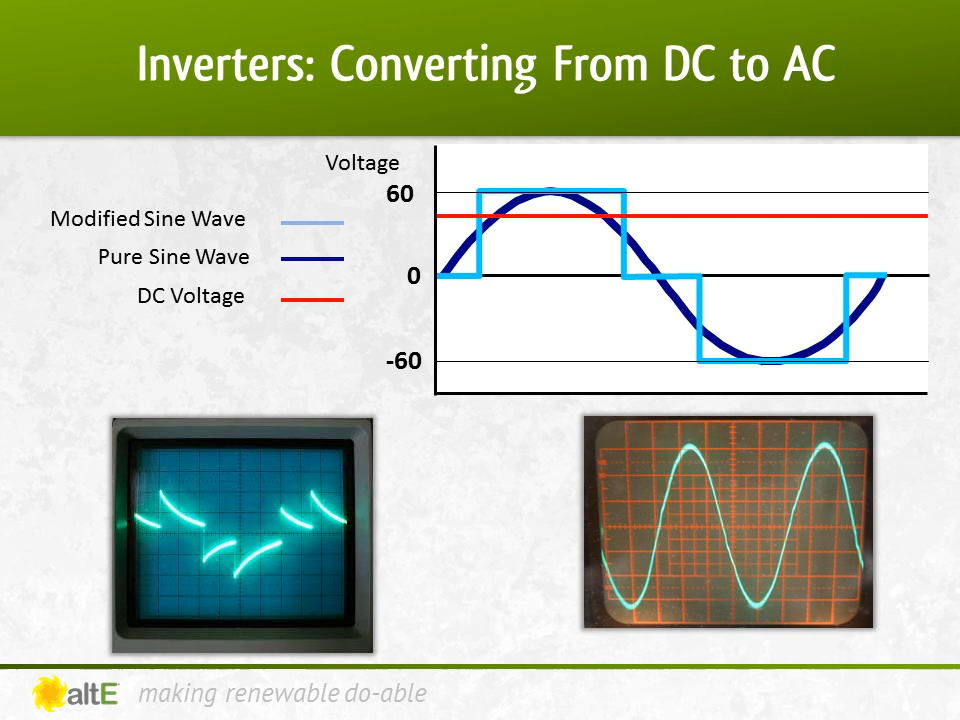 Inverters: Converting From DC to AC
Voltage
60
Modified Sine Wave
Pure Sine Wave
0
DC Voltage
-60
altE making renewable do-able